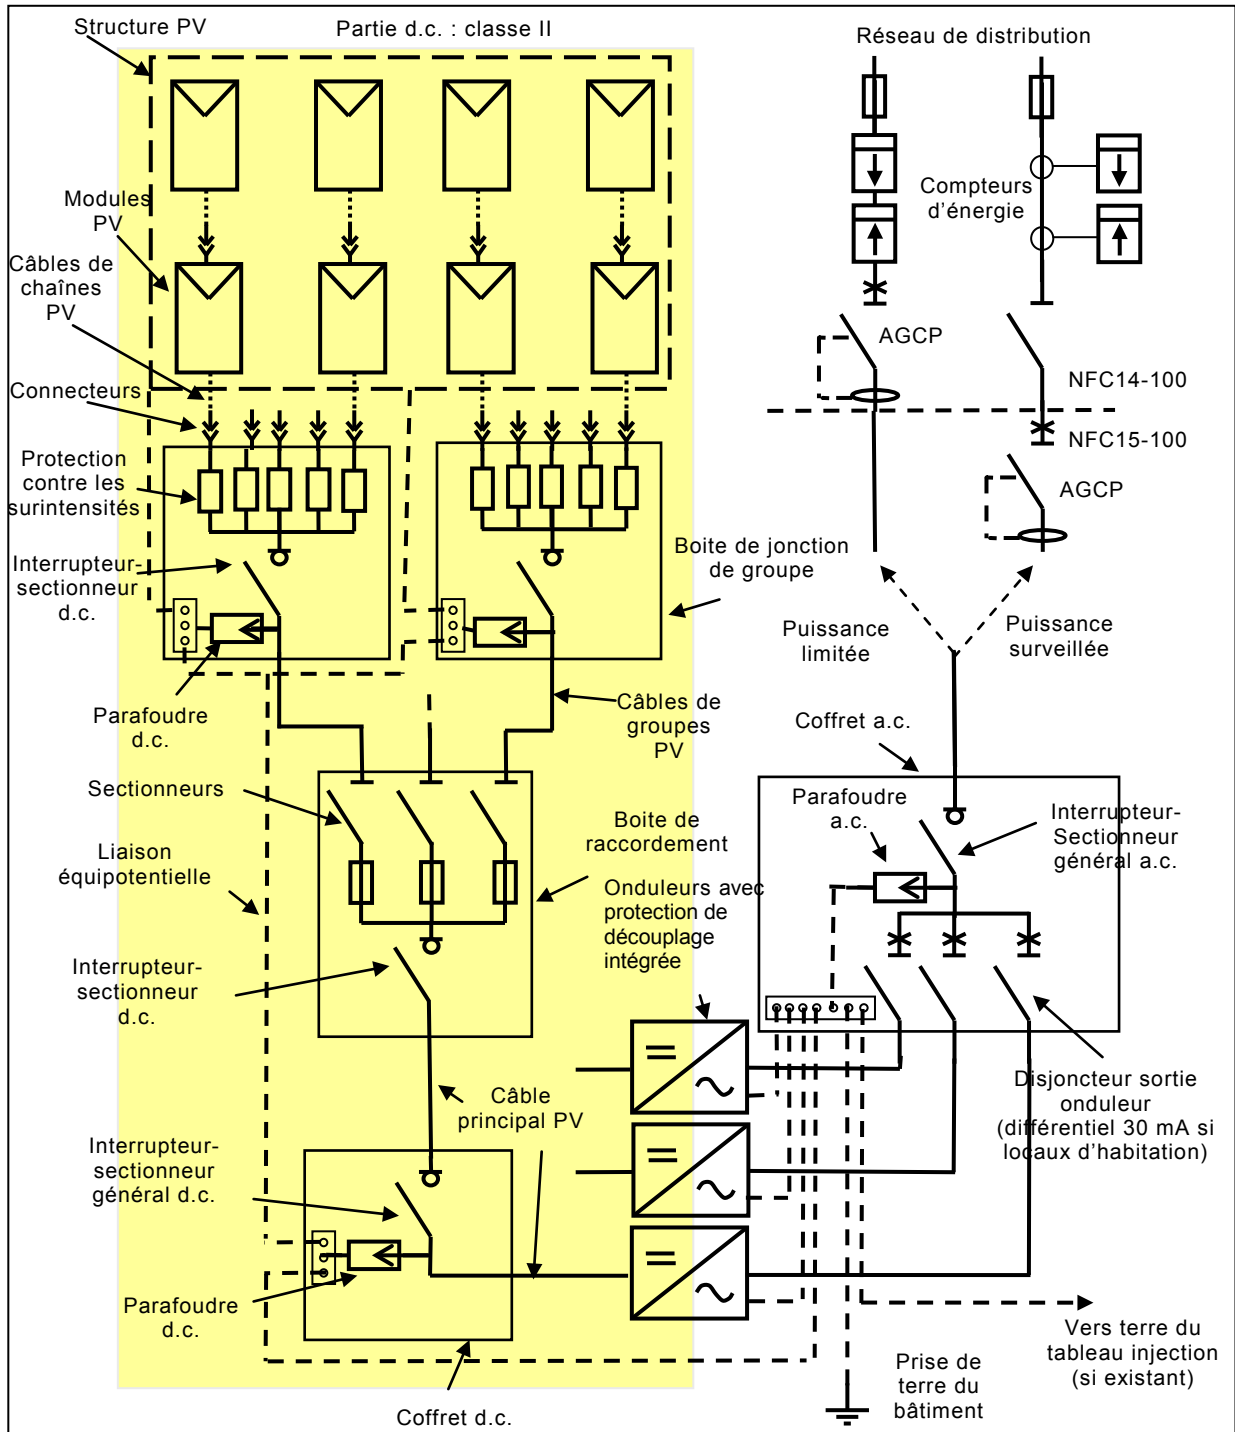 Structure PV
Partie d.c. : classe II
Réseau de distribution
Modules
PV
Câbles de
chaînes
PV
Connecteurs
Protection
contre les
surintensités
Interrupteur-
sectionneur
d.c.
Parafoudre
d.c.
Compteurs
d’énergie
AGCP
NFC14-100
NFC15-100
AGCP
Boite de jonction
de groupe
Puissance
limitée
Puissance
surveillée
Câbles de
groupes
PV
Coffret a.c.
Sectionneurs
Liaison
équipotentielle
Boite de
raccordement
Parafoudre
a.c.
Interrupteur-
Sectionneur
général a.c.
Onduleurs avec
protection de
découplage
intégrée
Interrupteur-
sectionneur
d.c.
Câble
principal PV
Disjoncteur sortie
onduleur
(différentiel 30 mA si
locaux d’habitation)
Interrupteur-
sectionneur
général d.c.
Parafoudre
d.c.
Coffret d.c.
Prise de
terre du
bâtiment
Vers terre du
tableau injection
(si existant)